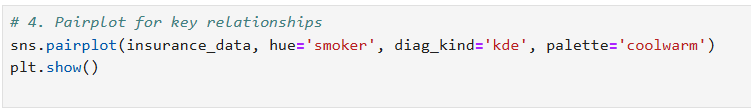 # 4. Pairplot for key relationships
sns.pairplot(insurance_data, hue='smoker', diag_kind='kde', palette='coolwarm')
plt.show()